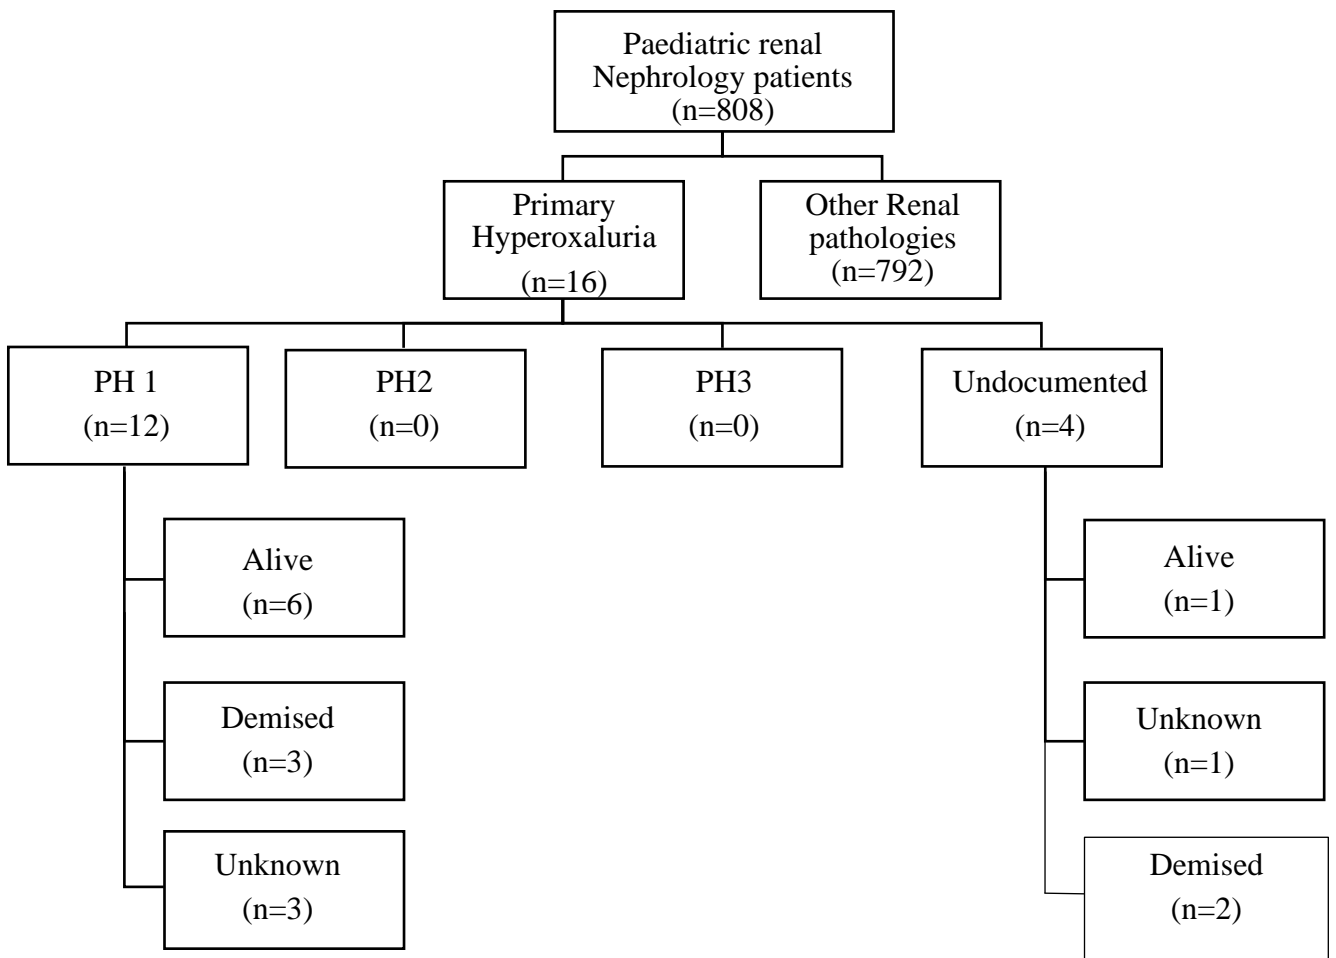 Paediatric renal
Nephrology patients
(n=808)
Primary
Hyperoxaluria
(n=16)
Other Renal
pathologies
(n=792)
PH 1
(n=12)
PH2
(n=0)
PH3
(n=0)
Undocumented
(n=4)
Alive
(n=6)
Demised
(n=3)
Unknown
(n=3)
Alive
(n=1)
Unknown
(n=1)
Demised
(n=2)